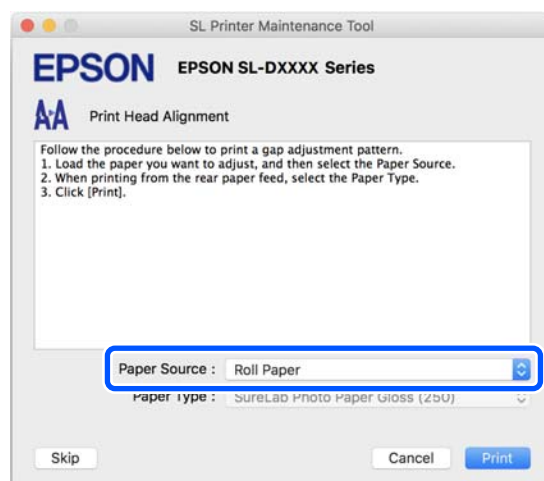 SL Printer Maintenance Tool
EPSON EPSON SL-DXXXX Series
Print Head Alignment
Follow the procedure below to print a gap adjustment pattern.
1. Load the paper you want to adjust, and then select the Paper Source.
2. When printing from the rear paper feed, select the Paper Type.
3. Click [Print].
Paper Source : Roll Paper
Paper Type : SureLab Photo Paper Gloss (250)
Skip Cancel Print